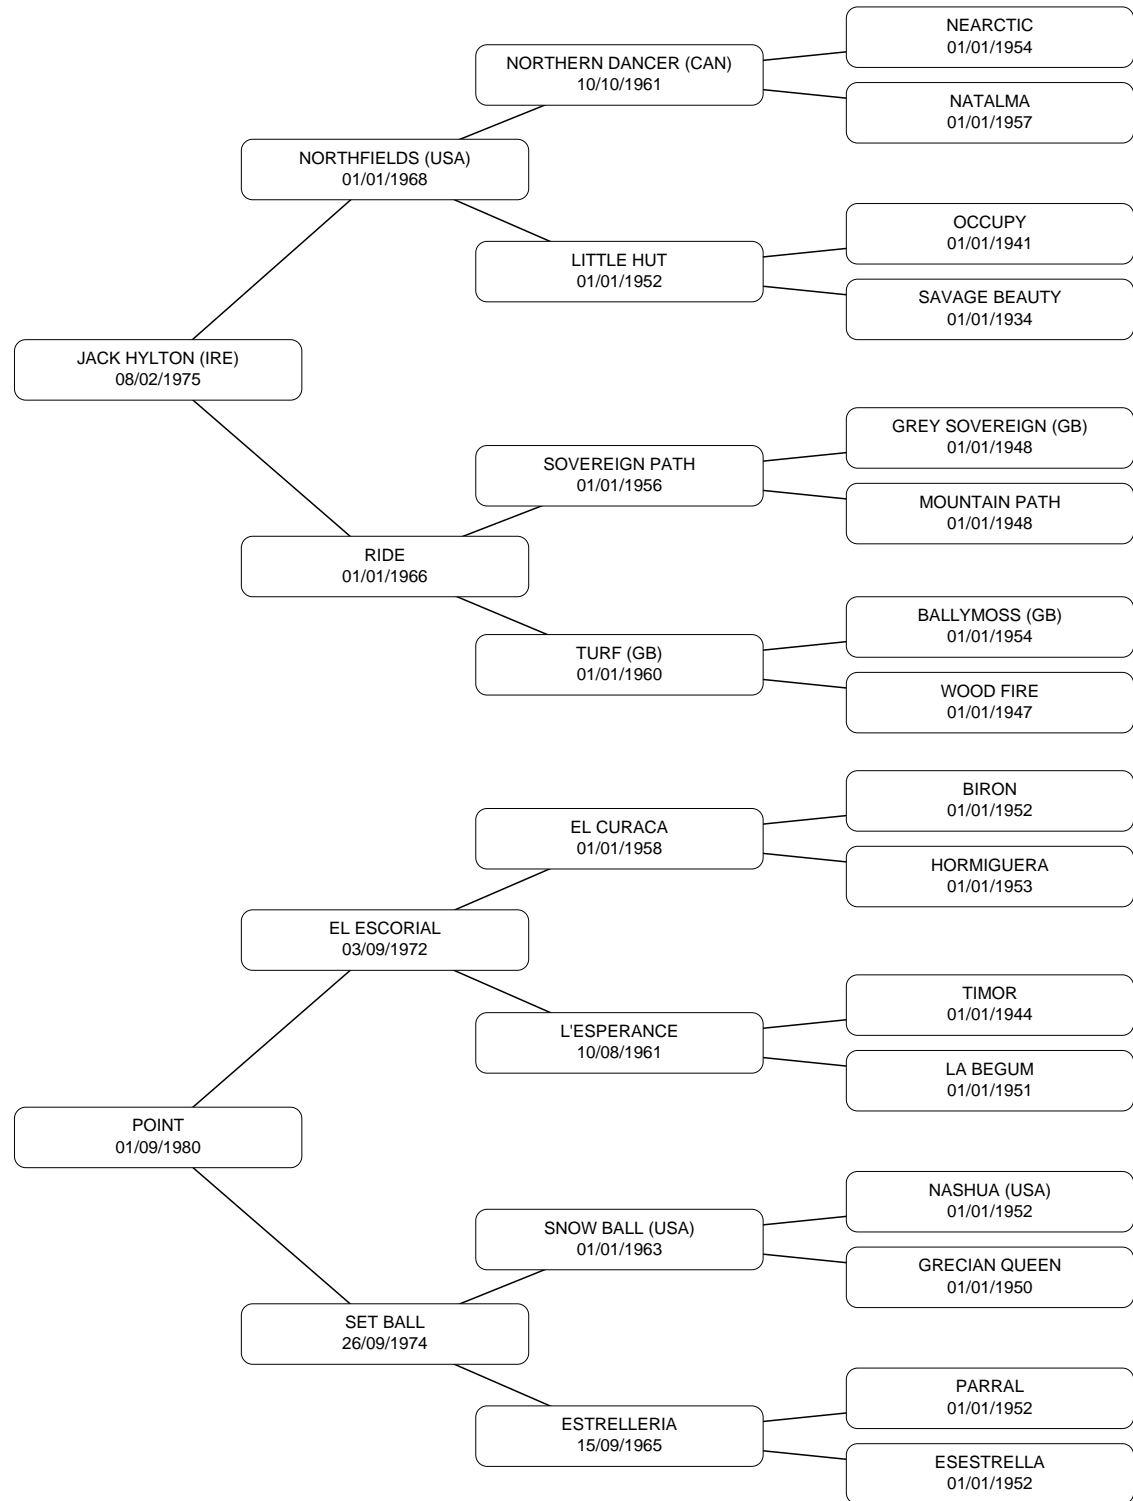 NEARCTIC
01/01/1954
NORTHERN DANCER (CAN)
10/10/1961
NATALMA
01/01/1957
NORTHFIELDS (USA)
01/01/1968
OCCUPY
01/01/1941
LITTLE HUT
01/01/1952
SAVAGE BEAUTY
01/01/1934
JACK HYLTON (IRE)
08/02/1975
GREY SOVEREIGN (GB)
01/01/1948
SOVEREIGN PATH
01/01/1956
MOUNTAIN PATH
01/01/1948
RIDE
01/01/1966
BALLYMOSS (GB)
01/01/1954
TURF (GB)
01/01/1960
WOOD FIRE
01/01/1947
BIRON
01/01/1952
EL CURACA
01/01/1958
HORMIGUERA
01/01/1953
EL ESCORIAL
03/09/1972
TIMOR
01/01/1944
L'ESPERANCE
10/08/1961
LA BEGUM
01/01/1951
POINT
01/09/1980
NASHUA (USA)
01/01/1952
SNOW BALL (USA)
01/01/1963
GRECIAN QUEEN
01/01/1950
SET BALL
26/09/1974
PARRAL
01/01/1952
ESTRELLERIA
15/09/1965
ESESTRELLA
01/01/1952